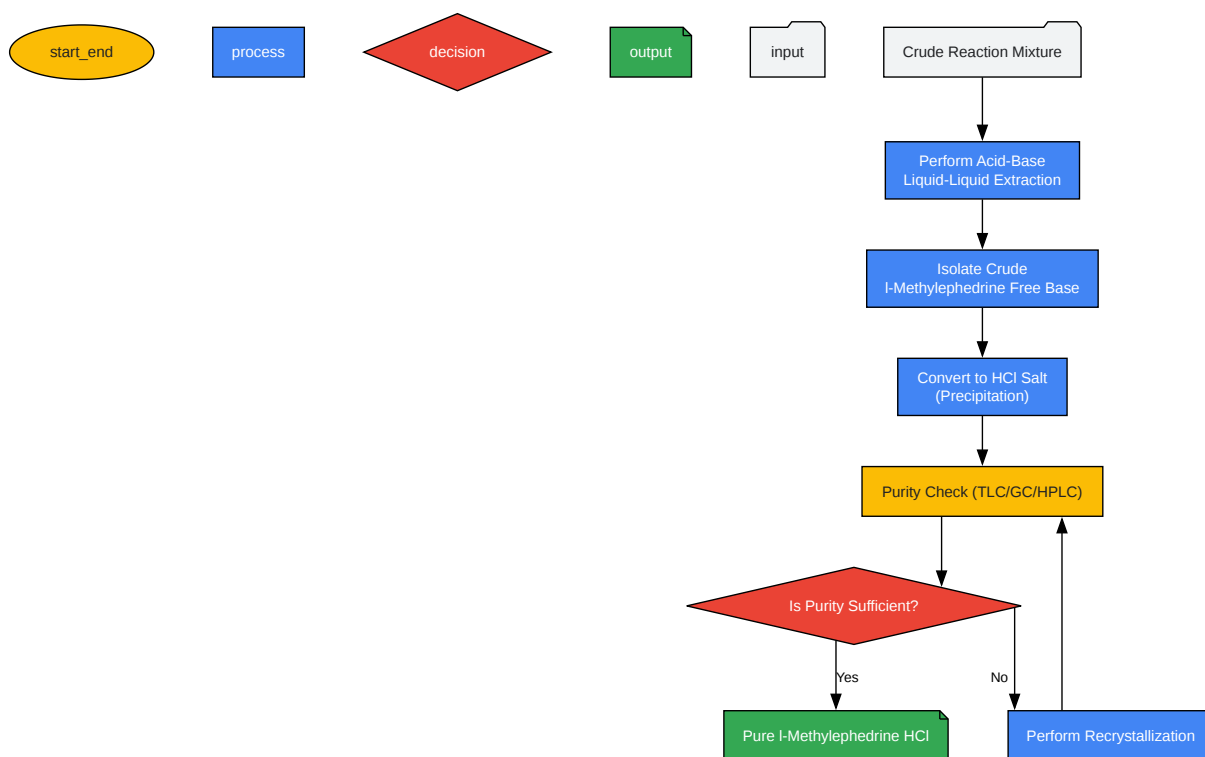 start_end
process
decision
output
input
Crude Reaction Mixture
Perform Acid-Base
Liquid-Liquid Extraction
Isolate Crude
l-Methylephedrine Free Base
Convert to HCl Salt
(Precipitation)
Purity Check (TLC/GC/HPLC)
Is Purity Sufficient?
Yes
No
Pure l-Methylephedrine HCl
Perform Recrystallization